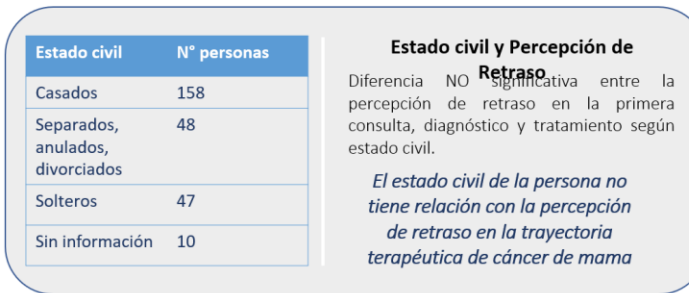 Estado civil N° personas
Casados 158
Separados, 48
anulados,
divorciados
Solteros 47
Sin información 10
Estado civil y Percepción de
Retraso
Diferencia NO significativa entre la
percepción de retraso en la primera
consulta, diagnóstico y tratamiento según
estado civil.
El estado civil de la persona no
tiene relación con la percepción
de retraso en la trayectoria
terapéutica de cáncer de mama